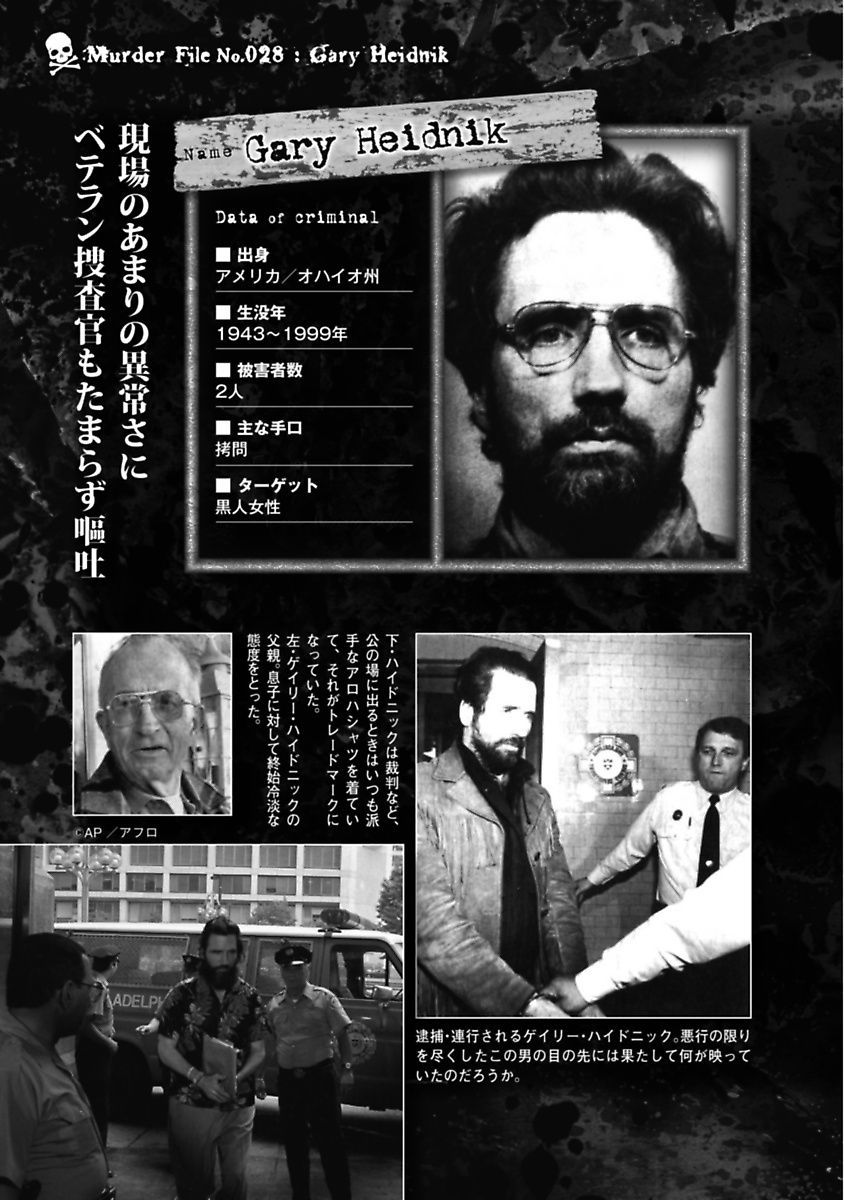 Murder File No.028 : Gary Heidnik
現場のあまりの異常さに
ベテラン捜査官もたまらず嘔吐
Name Gary Heidnik
Data of criminal
■ 出身
アメリカ／オハイオ州
■ 生没年
1943～1999年
■ 被害者数
2人
■ 主な手口
拷問
■ ターゲット
黒人女性
下・ハイドニックは裁判など、
公の場に出るときはいつも派
手なアロハシャツを着てい
て、それがトレードマークに
なっていた。
左・ゲイリー・ハイドニックの
父親。息子に対して終始冷淡な
態度をとった。
©AP ／アフロ
ADELPH
逮捕・連行されるゲイリー・ハイドニック。悪行の限り
を尽くしたこの男の目の先には果たして何が映って
いたのだろうか。